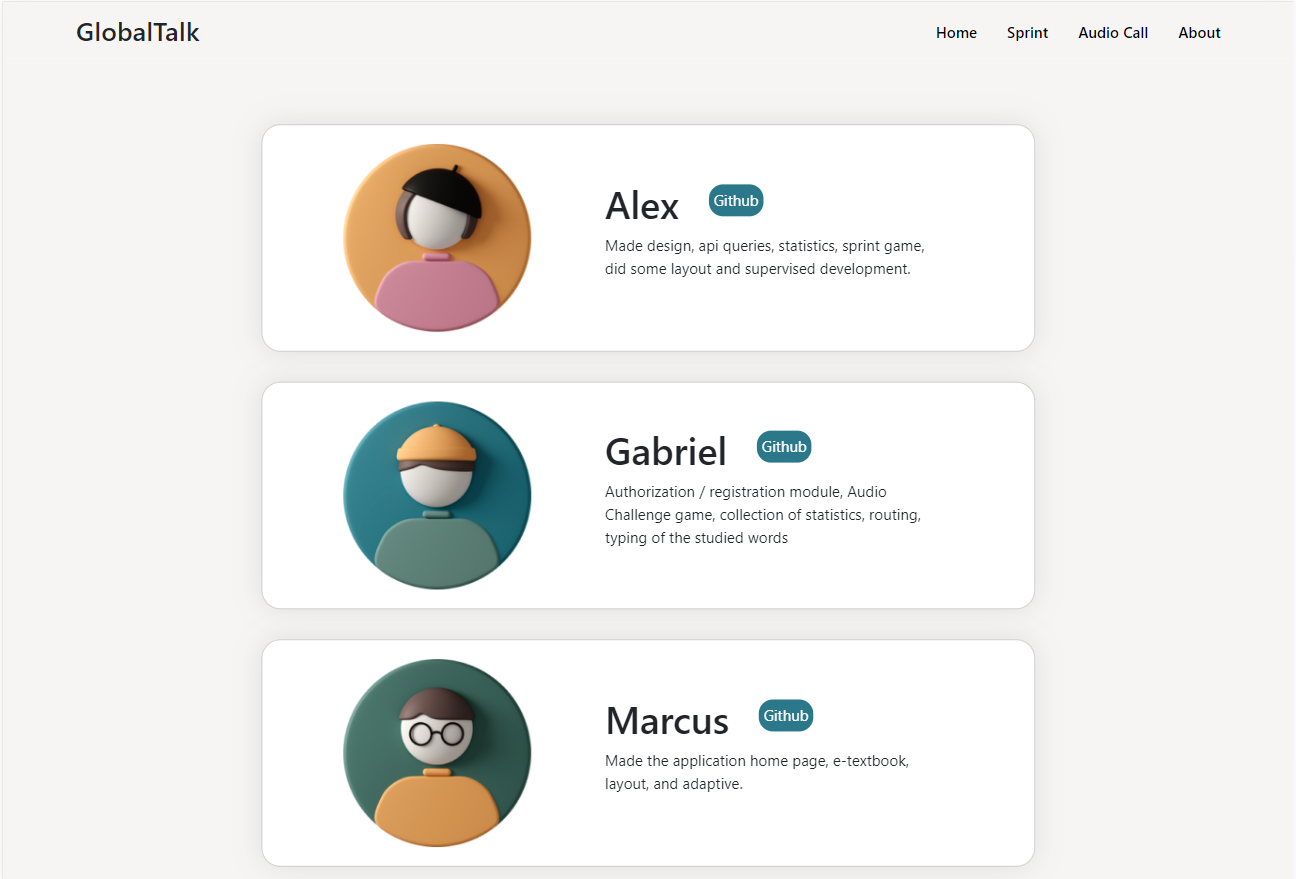 GlobalTalk
Home Sprint Audio Call About
Alex Github
Made design, api queries, statistics, sprint game,
did some layout and supervised development.
Gabriel Github
Authorization / registration module, Audio
Challenge game, collection of statistics, routing,
typing of the studied words
Marcus Github
Made the application home page, e-textbook,
layout, and adaptive.